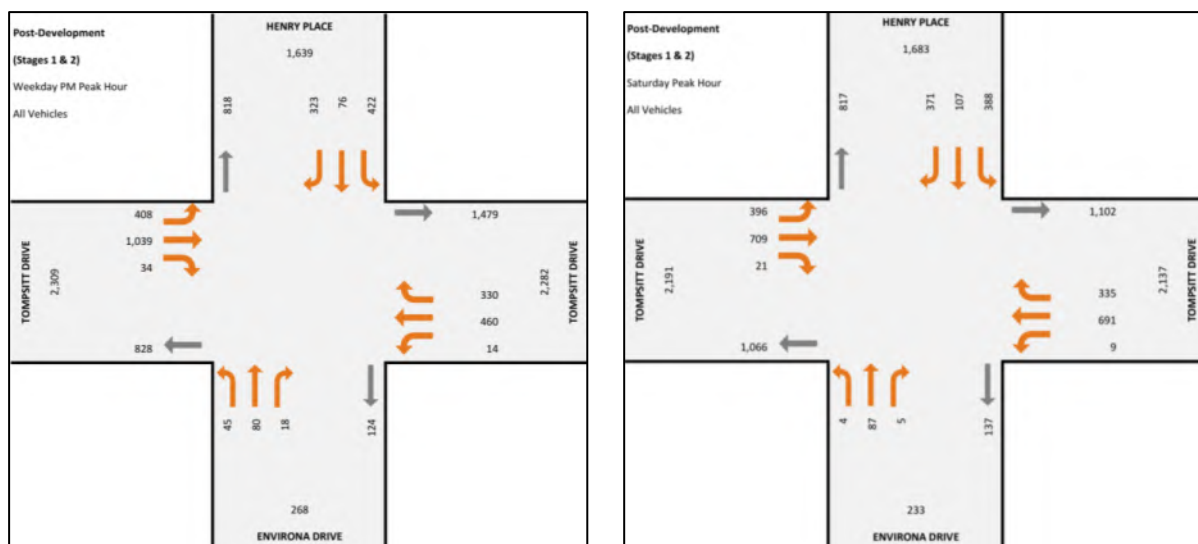 Post-Development
(Stages 1 & 2)
Weekday PM Peak Hour
All Vehicles
HENRY PLACE
1,639
818
323
76
422
408
1,039
34
1,479
TOMPSITT DRIVE
2,309
330
460
14
2,282
TOMPSITT DRIVE
828
45
80
18
124
268
ENVIRONA DRIVE
Post-Development
(Stages 1 & 2)
Saturday Peak Hour
All Vehicles
HENRY PLACE
1,683
817
371
107
388
396
709
21
1,102
TOMPSITT DRIVE
2,191
335
691
9
2,137
TOMPSITT DRIVE
1,066
4
87
5
137
233
ENVIRONA DRIVE